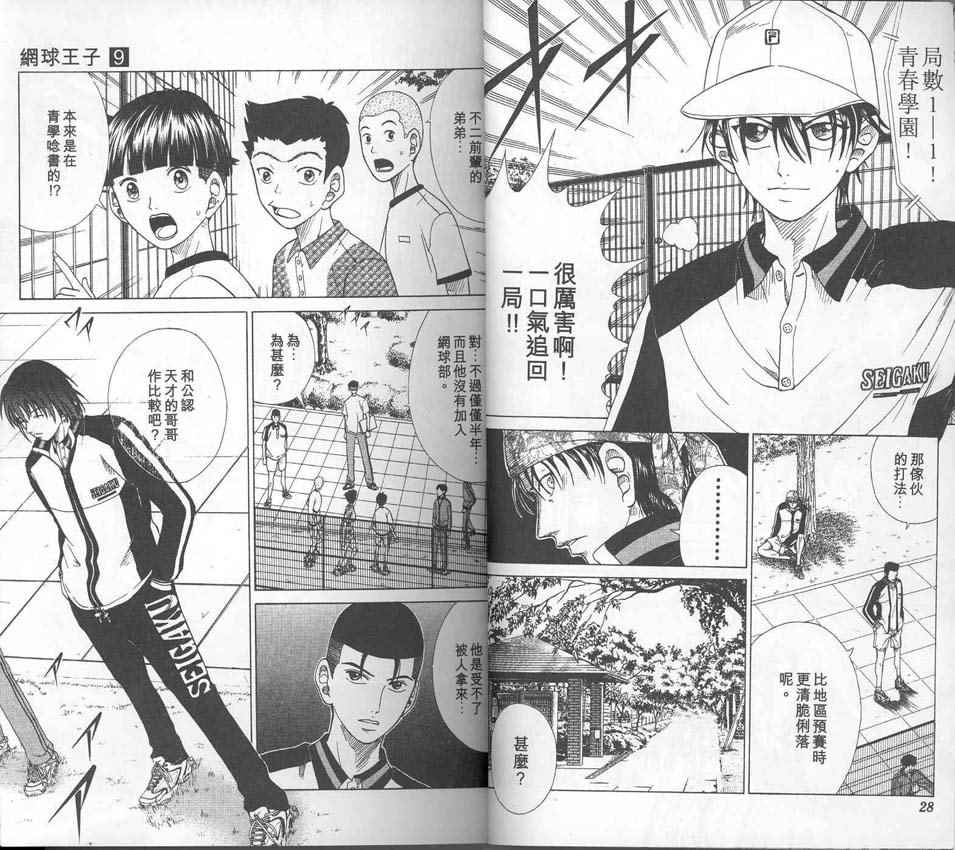 局數1—1!
青春學園!
很厲害啊!
一口氣追回
一局!!
SEIGAKU
那傢伙
的打法…
………
比地區預賽時
更清脆俐落
呢。
甚麼?
28
網球王子 9
不二前輩的
弟弟…
本來是在
青學唸書的!?
對…不過僅僅半年…
而且他沒有加入
網球部。
為…
為甚麼?
他是受不了
被人拿來…
和公認
天才的哥哥
作比較吧?
SEIGAKU
SEIGAKU